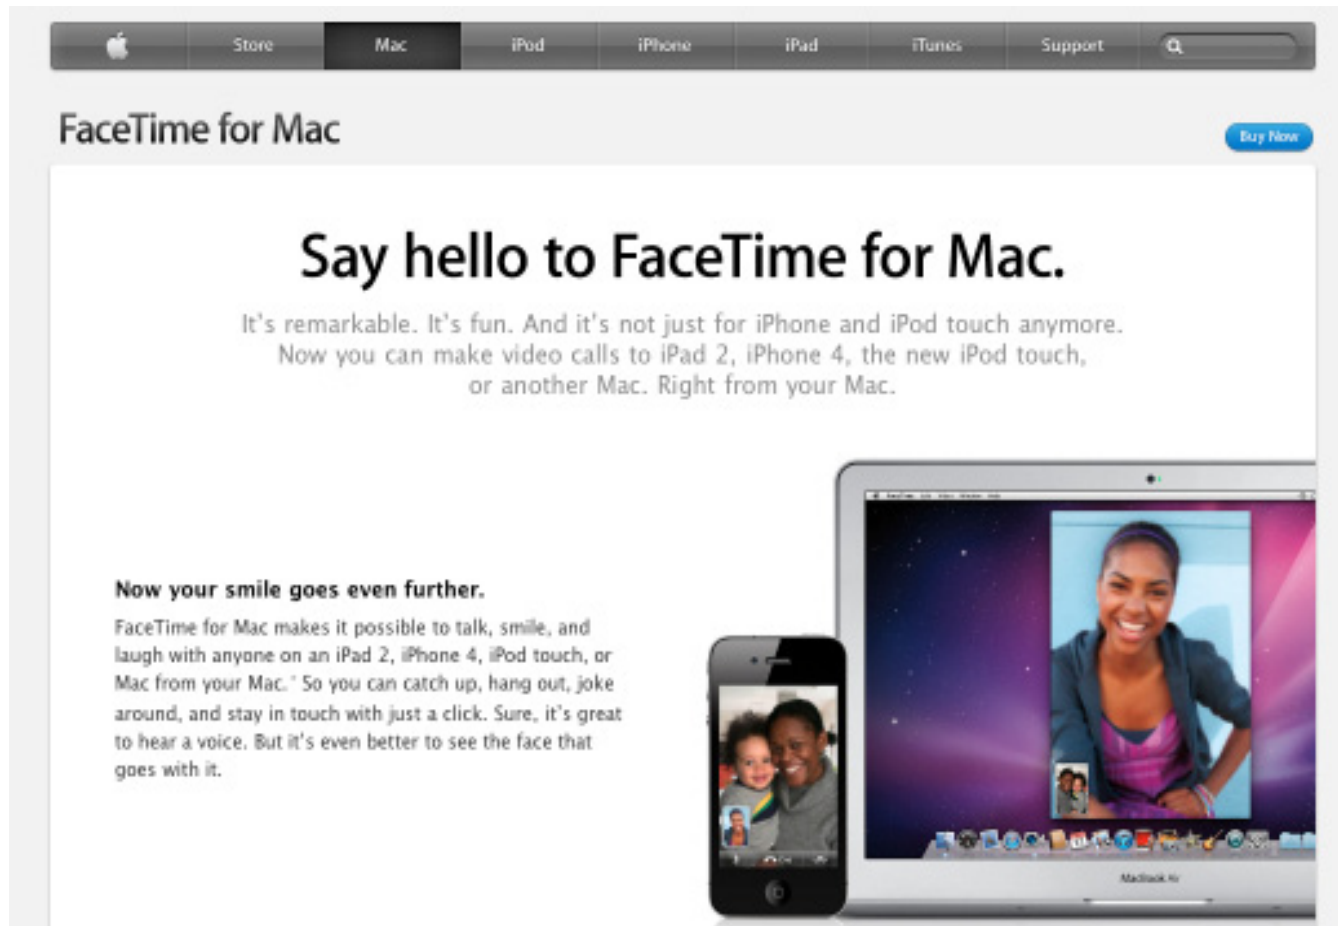 Store Mac iPod iPhone iPad iTunes Support
FaceTime for Mac
Buy Now
Say hello to FaceTime for Mac.
It's remarkable. It's fun. And it's not just for iPhone and iPod touch anymore.
Now you can make video calls to iPad 2, iPhone 4, the new iPod touch,
or another Mac. Right from your Mac.
Now your smile goes even further.
FaceTime for Mac makes it possible to talk, smile, and
laugh with anyone on an iPad 2, iPhone 4, iPod touch, or
Mac from your Mac.* So you can catch up, hang out, joke
around, and stay in touch with just a click. Sure, it's great
to hear a voice. But it's even better to see the face that
goes with it.
MacBook Air